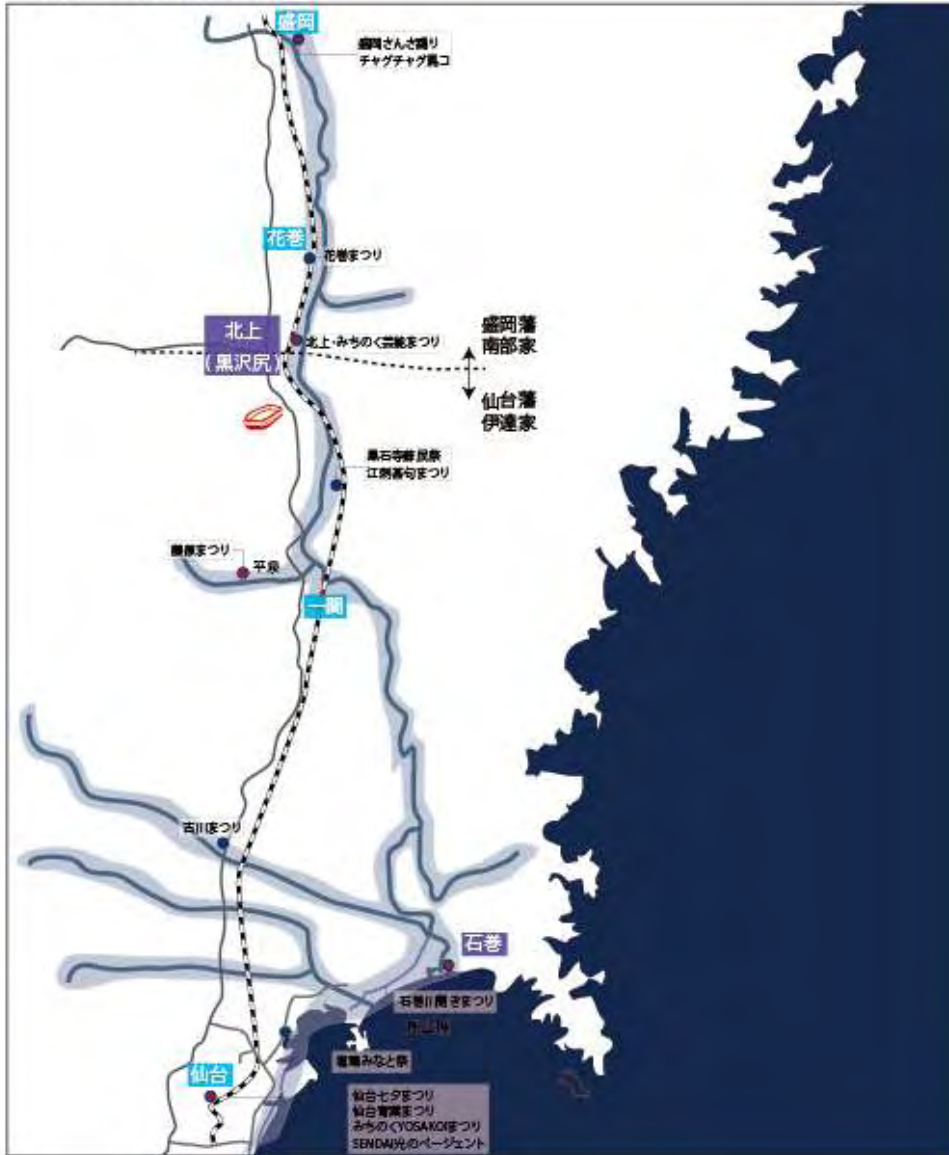 盛岡
盛岡さんさ踊り
チャグチャグ馬コ
花巻
花巻まつり
北上
(黒沢尻)
北上・みちのく芸能まつり
盛岡藩
南部家
仙台藩
伊達家
黒石寺蘇民祭
江刺甚句まつり
藤原まつり
平泉
一関
古川まつり
石巻
石巻川開きまつり
塩竈みなと祭
仙台
仙台七夕まつり
仙台青葉まつり
みちのくYOSAKOIまつり
SENDAI光のページェント